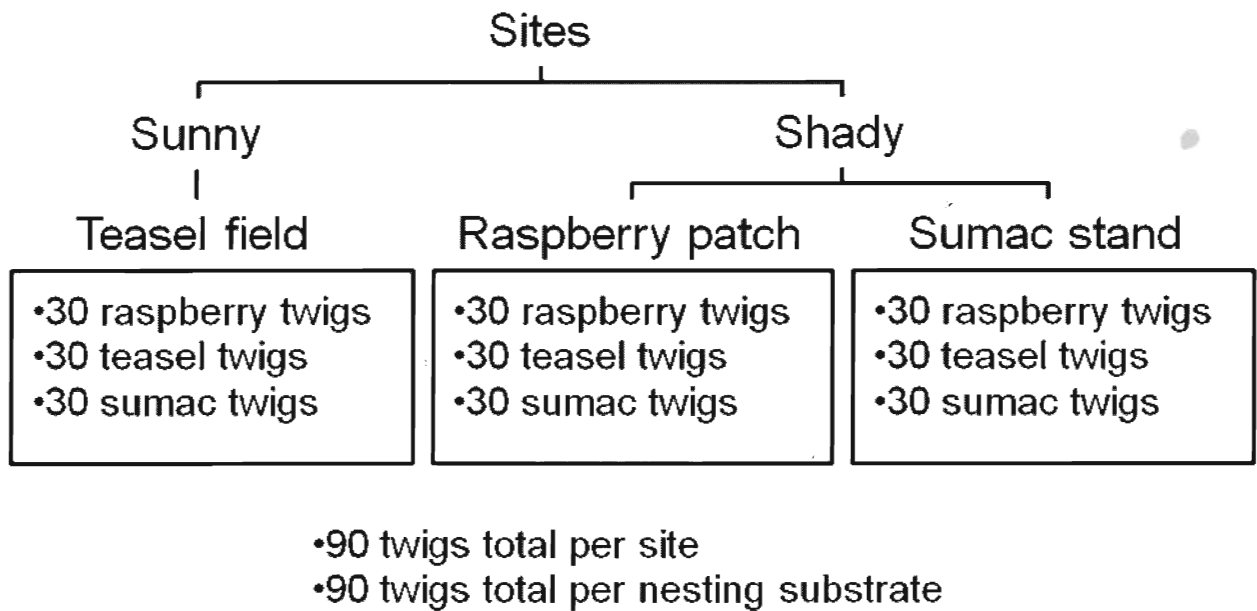 Sites
Sunny
Shady
Teasel field
Raspberry patch
Sumac stand
•30 raspberry twigs
•30 teasel twigs
•30 sumac twigs
•30 raspberry twigs
•30 teasel twigs
•30 sumac twigs
•30 raspberry twigs
•30 teasel twigs
•30 sumac twigs
•90 twigs total per site
•90 twigs total per nesting substrate